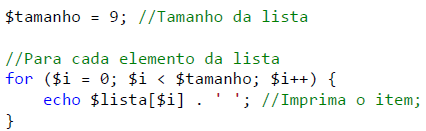 $tamanho = 9; //Tamanho da lista
//Para cada elemento da lista
for ($i = 0; $i < $tamanho; $i++) {
echo $lista[$i] . ' '; //Imprima o item;
}